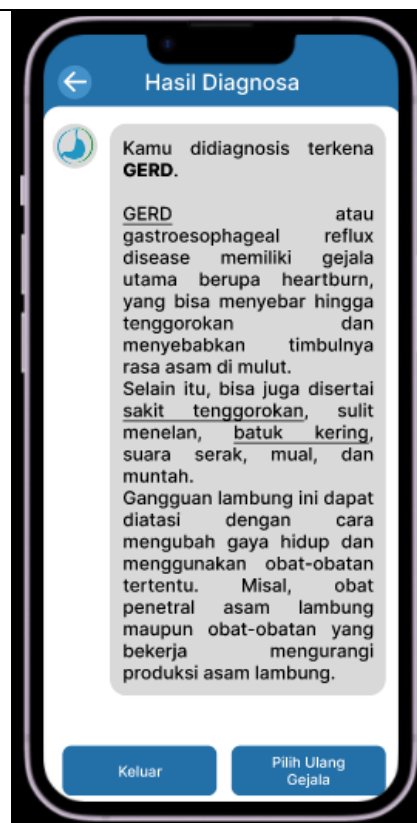 Hasil Diagnosa
Kamu didiagnosis terkena
GERD.
GERD atau
gastroesophageal reflux
disease memiliki gejala
utama berupa heartburn,
yang bisa menyebar hingga
tenggorokan dan
menyebabkan timbulnya
rasa asam di mulut.
Selain itu, bisa juga disertai
sakit tenggorokan, sulit
menelan, batuk kering,
suara serak, mual, dan
muntah.
Gangguan lambung ini dapat
diatasi dengan cara
mengubah gaya hidup dan
menggunakan obat-obatan
tertentu. Misal, obat
penetral asam lambung
maupun obat-obatan yang
bekerja mengurangi
produksi asam lambung.
Keluar
Pilih Ulang
Gejala